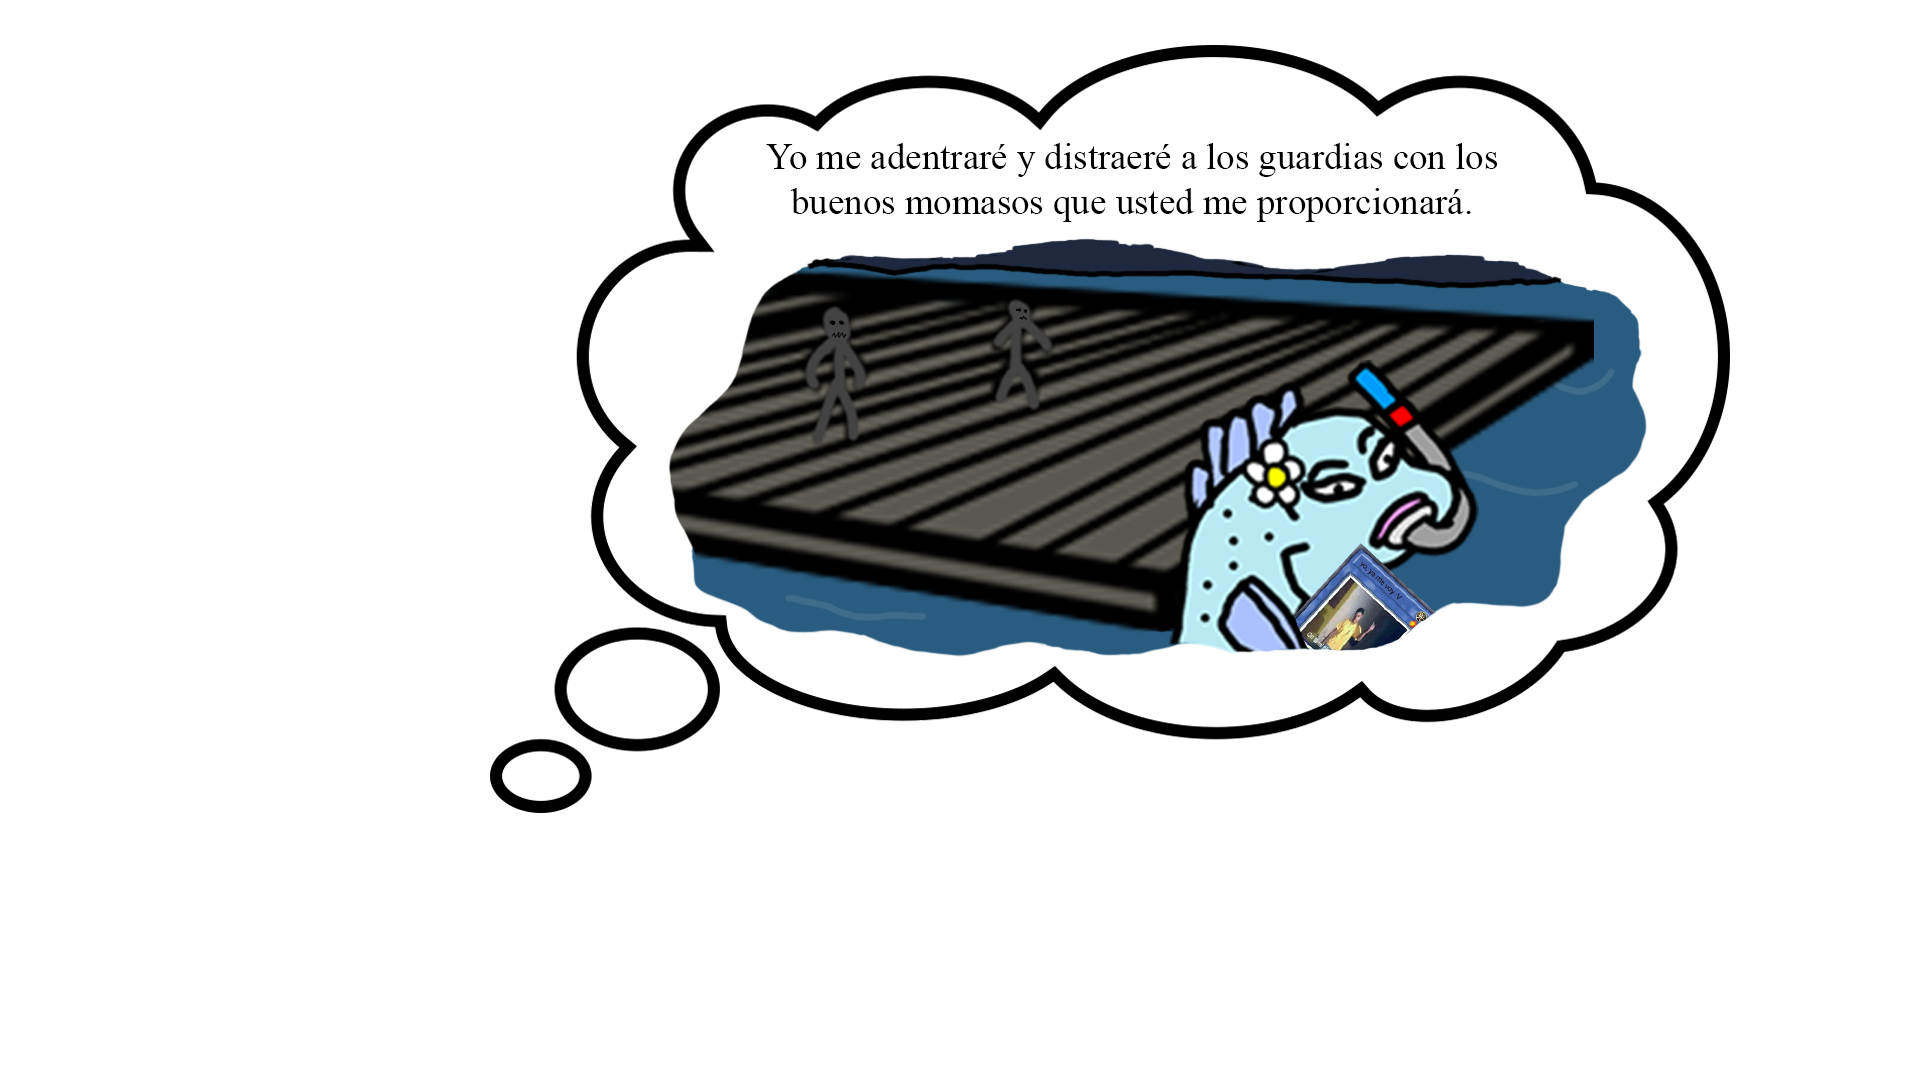 Yo me adentraré y distraeré a los guardias con los
buenos momasos que usted me proporcionará.